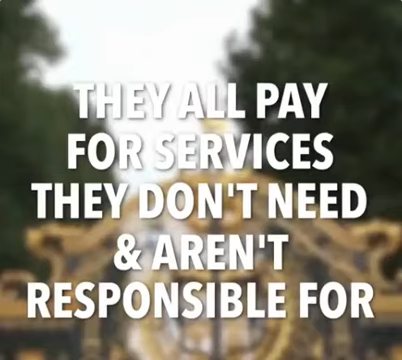 THEY ALL PAY
FOR SERVICES
THEY DON'T NEED
& AREN'T
RESPONSIBLE FOR